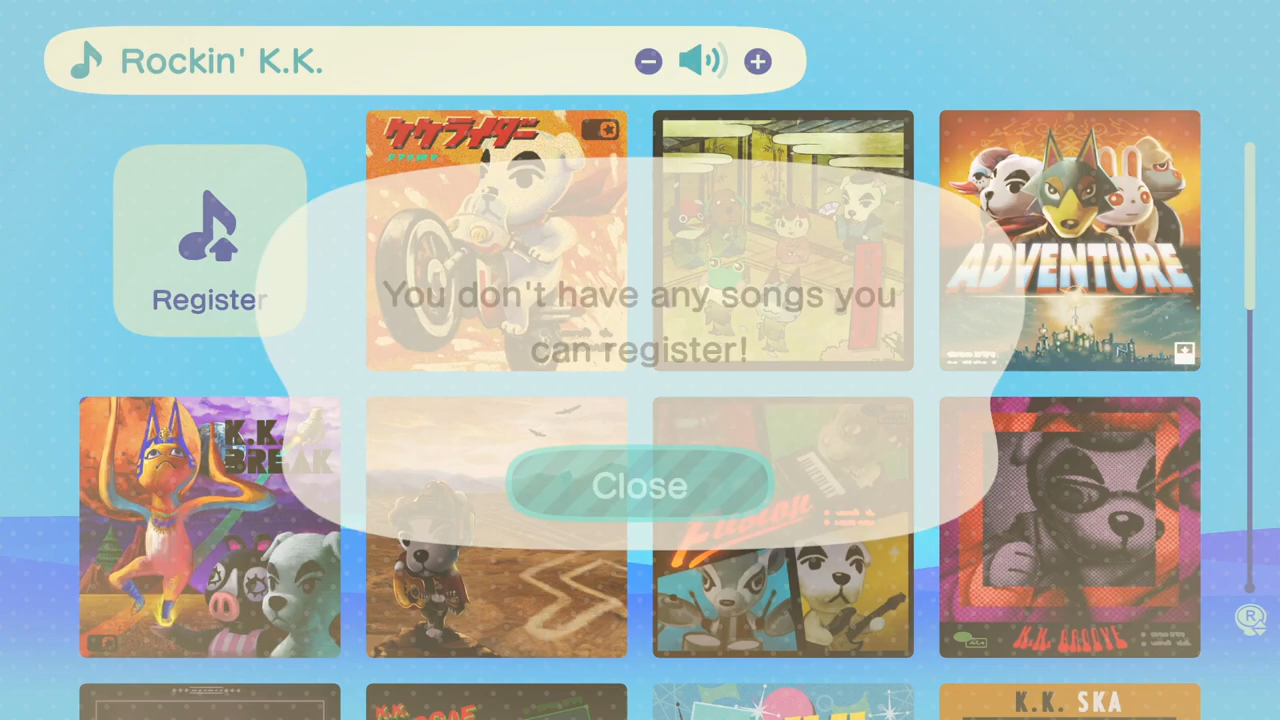 Rockin' K.K.
ケケライダー
Register
You don't have any songs you
can register!
ADVENTURE
K.K.
BREAK
Close
R
K.K. GROOVE
K.K.
K.K. SKA